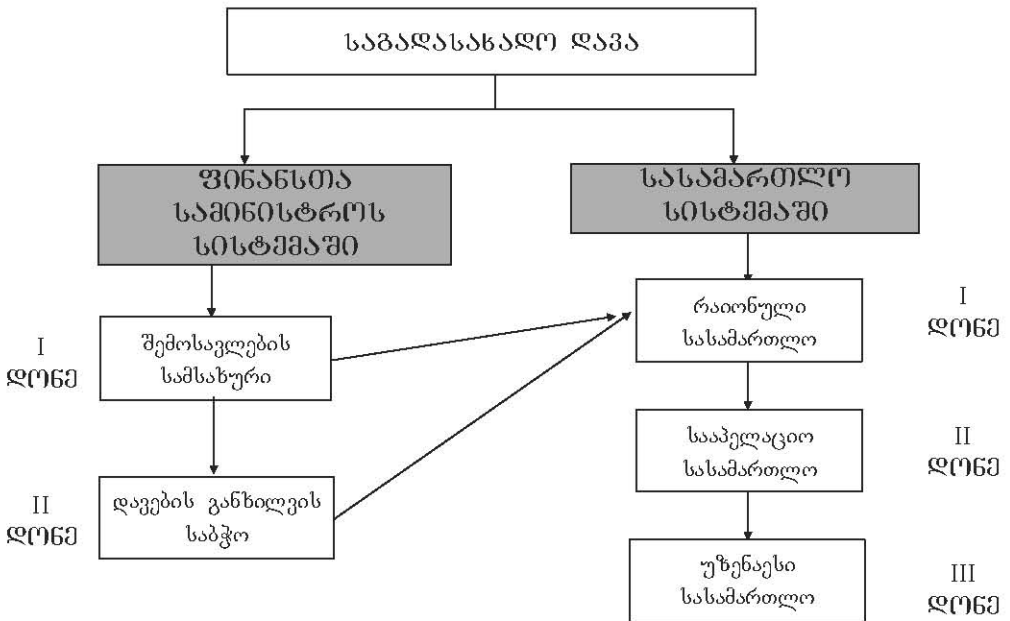 საგადასახადო დავა
ფინანსთა
სამინისტროს
სისტემაში
სასამართლო
სისტემაში
I
დონე
შემოსავლების
სამსახური
II
დონე
დავების განხილვის
საბჭო
რაიონული
სასამართლო
I
დონე
სააპელაციო
სასამართლო
II
დონე
უზენაესი
სასამართლო
III
დონე